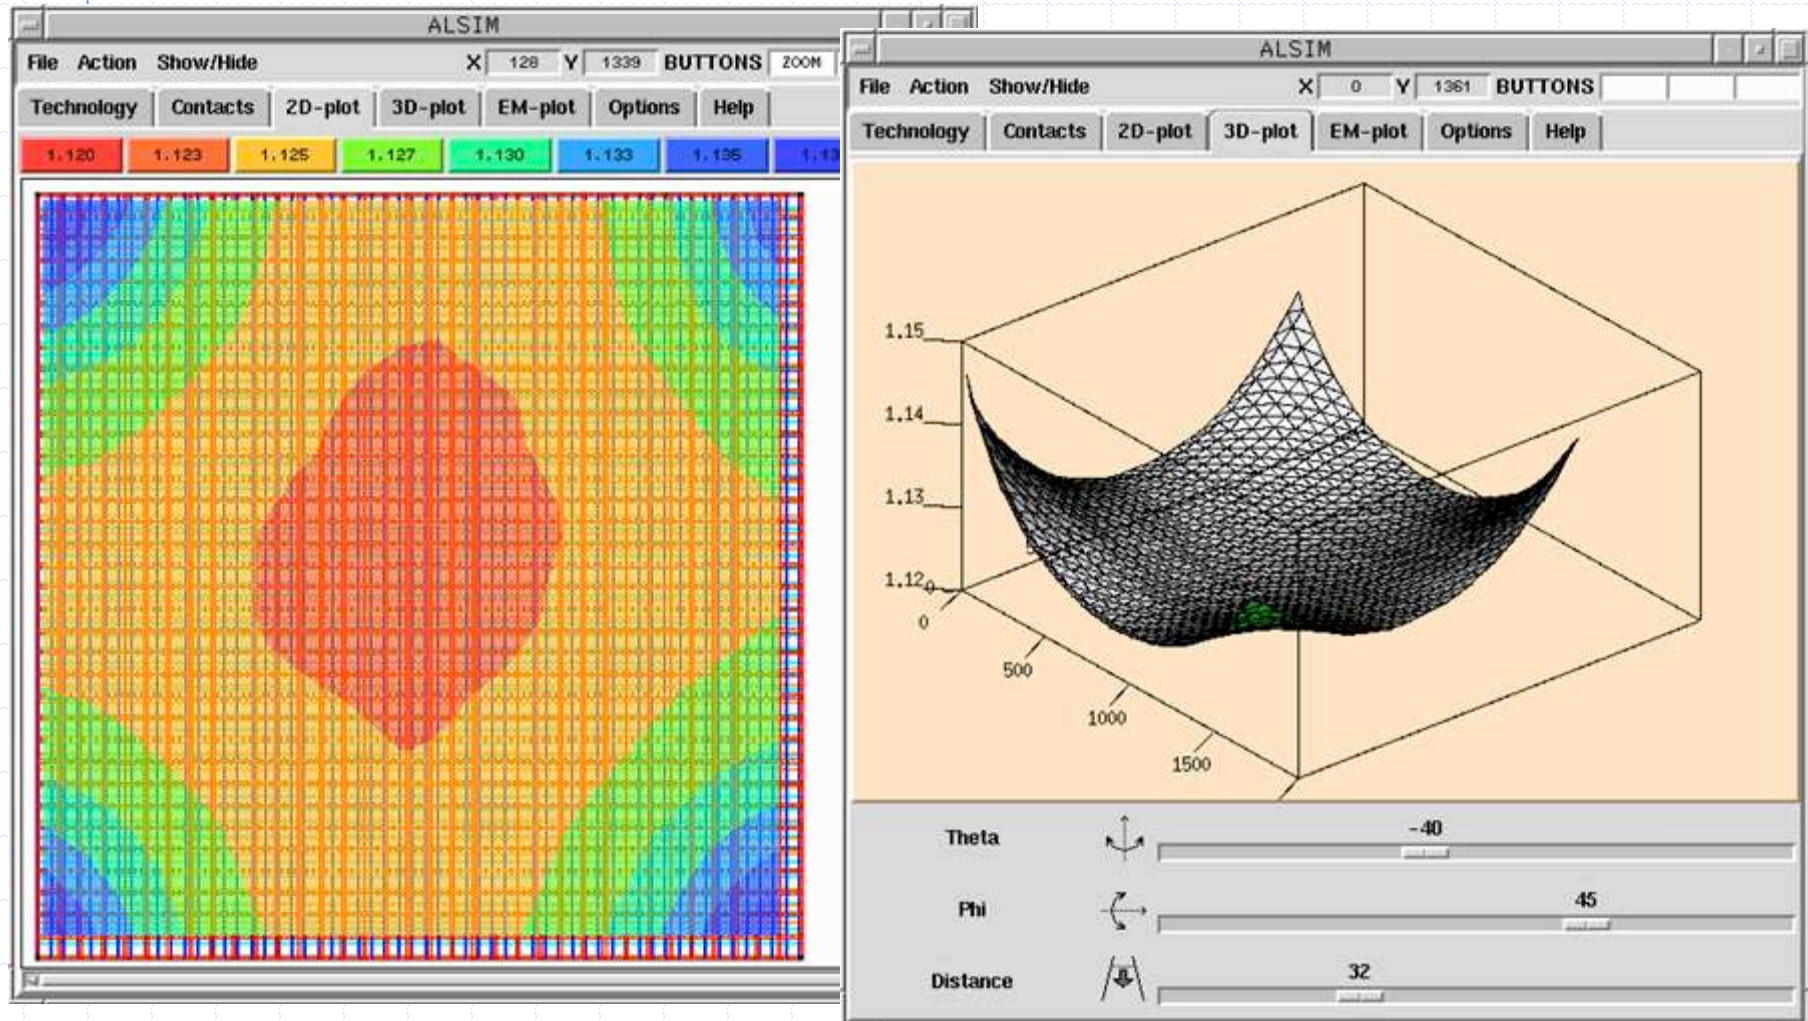 ALSIM
File Action Show/Hide X 128 Y 1339 BUTTONS ZOOM
Technology Contacts 2D-plot 3D-plot EM-plot Options Help
1.120 1.123 1.125 1.127 1.130 1.133 1.135 1.13
ALSIM
File Action Show/Hide X 0 Y 1361 BUTTONS
Technology Contacts 2D-plot 3D-plot EM-plot Options Help
1.15
1.14
1.13
1.12
0
0
500
1000
1500
Theta -40
Phi 45
Distance 32